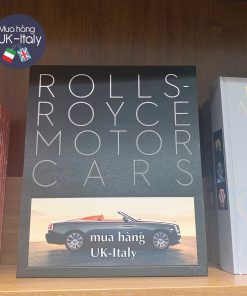 Mua hàng
UK-Italy
ROLLS-
ROYCE
MOTOR
CARS
mua hàng
UK-Italy